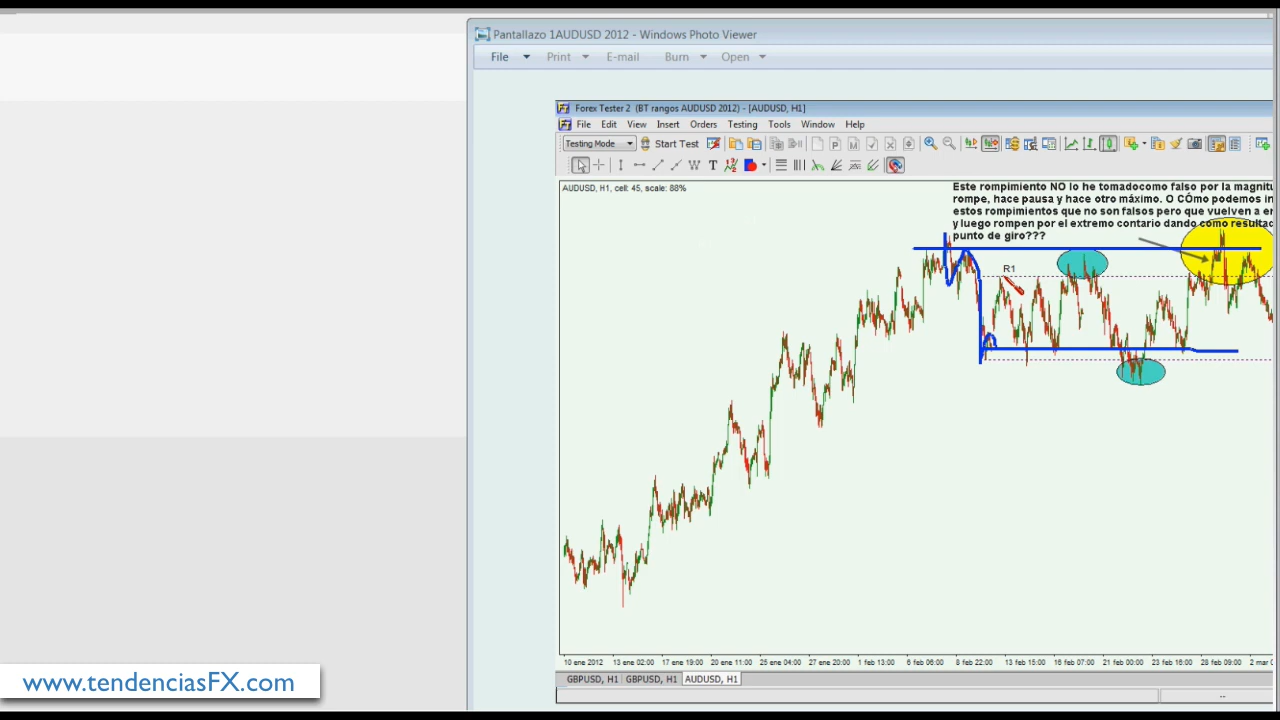 Pantallazo 1AUDUSD 2012 - Windows Photo Viewer
File Print E-mail Burn Open
Forex Tester 2 (BT rangos AUDUSD 2012) - [AUDUSD, H1]
File Edit View Insert Orders Testing Tools Window Help
Testing Mode Start Test
AUDUSD, H1, cell: 45, scale: 88%
Este rompimiento NO lo he tomadocomo falso por la magnitu
rompe, hace pausa y hace otro máximo. O CÓmo podemos in
estos rompimientos que no son falsos pero que vuelven a en
y luego rompen por el extremo contario dando como resultad
punto de giro???
R1
10 ene 2012 13 ene 02:00 17 ene 19:00 20 ene 11:00 25 ene 04:00 27 ene 20:00 1 feb 13:00 6 feb 06:00 8 feb 22:00 13 feb 15:00 16 feb 07:00 21 feb 00:00 23 feb 16:00 28 feb 09:00 2 mar 0
GBPUSD, H1 GBPUSD, H1 AUDUSD, H1
www.tendenciasFX.com